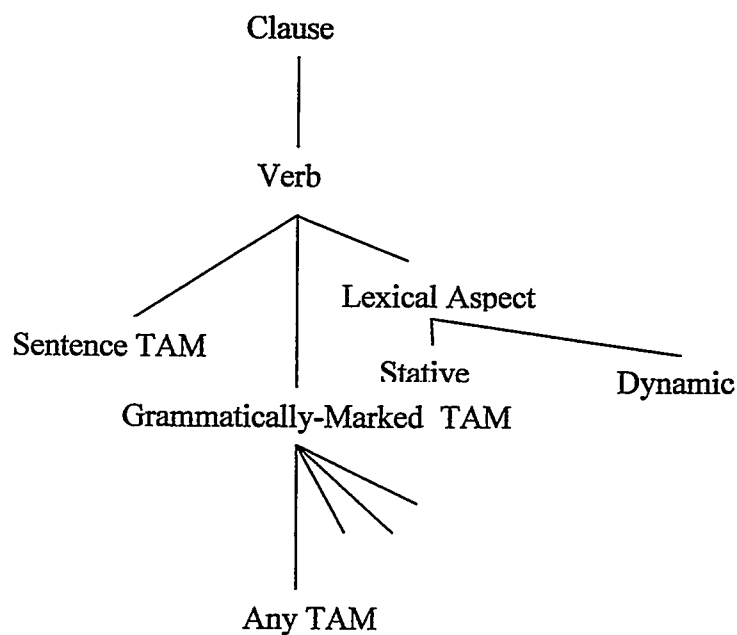 Clause
Verb
Lexical Aspect
Sentence TAM
Stative
Dynamic
Grammatically-Marked TAM
Any TAM